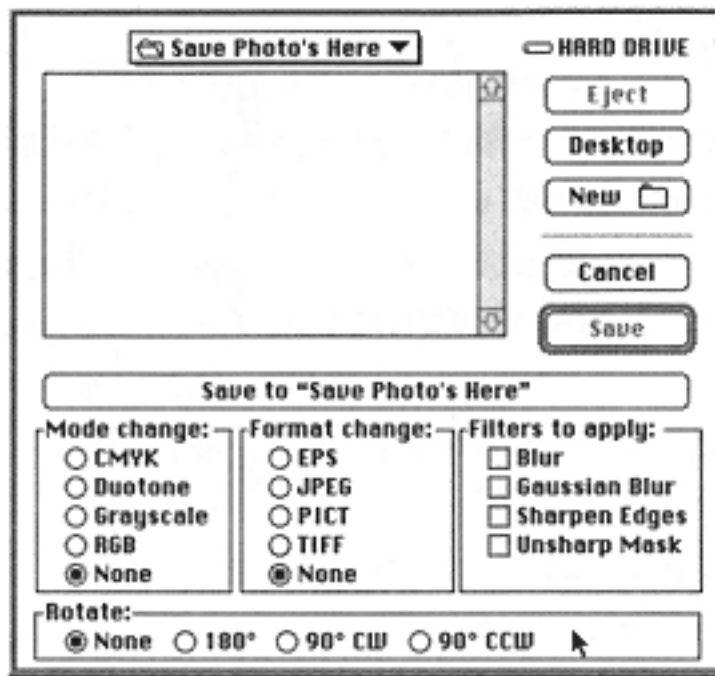 Save Photo's Here
HARD DRIVE
Eject
Desktop
New
Cancel
Save
Save to "Save Photo's Here"
Mode change:
CMYK
Duotone
Grayscale
RGB
None
Format change:
EPS
JPEG
PICT
TIFF
None
Filters to apply:
Blur
Gaussian Blur
Sharpen Edges
Unsharp Mask
Rotate:
None 180° 90° CW 90° CCW